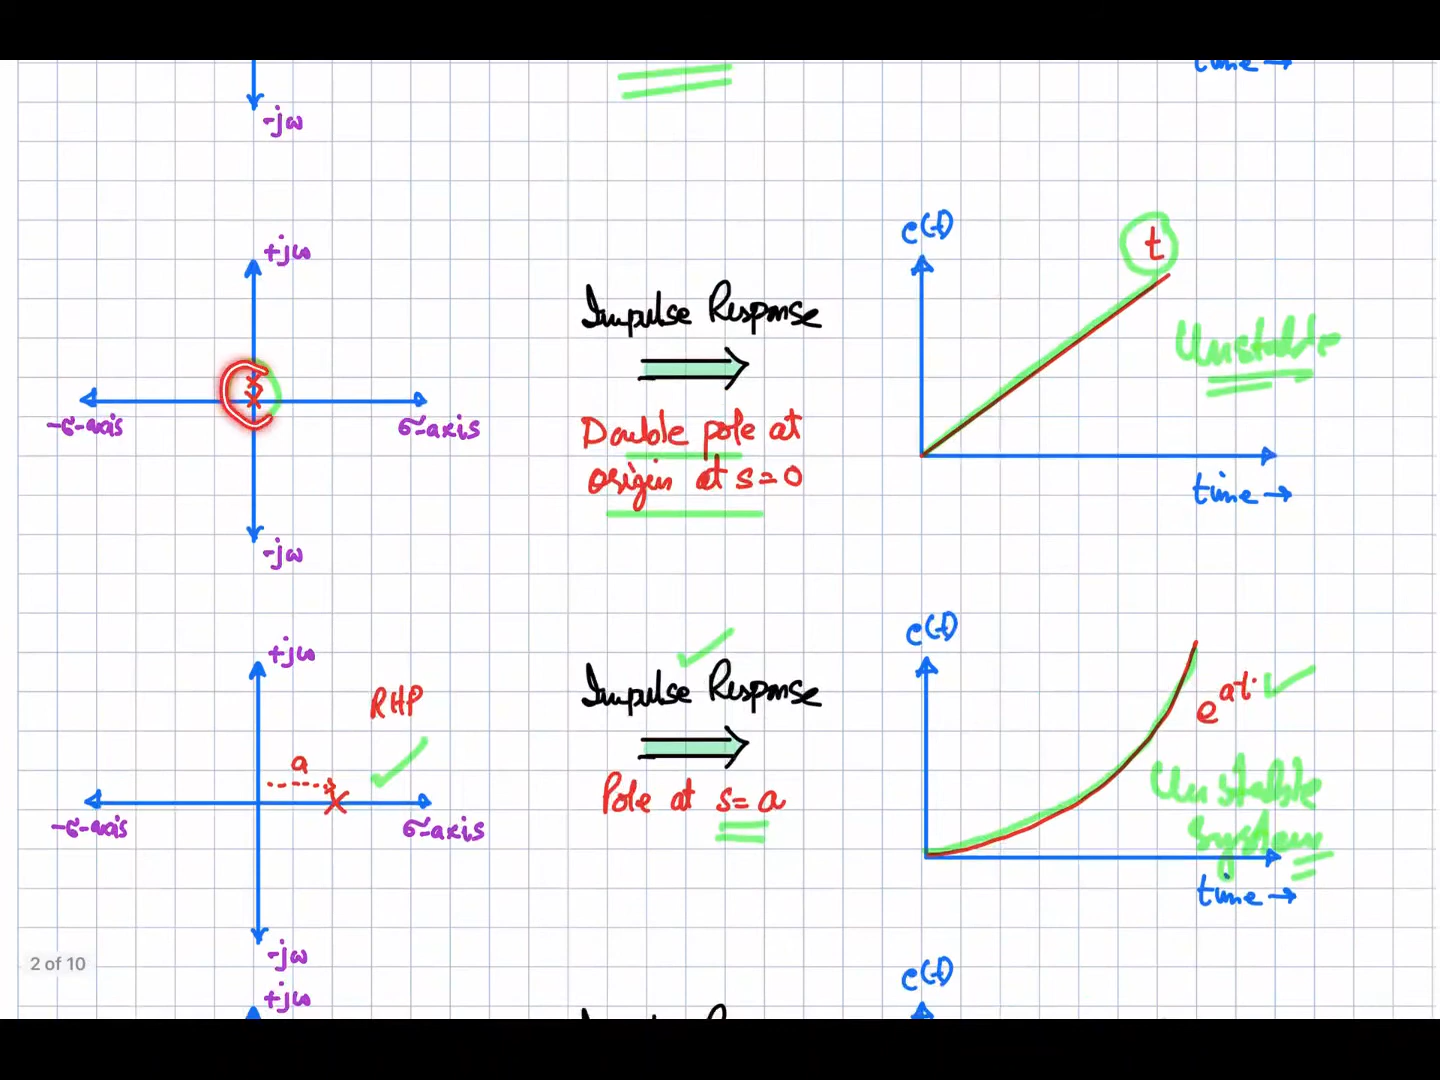 time →
-jω
+jω
c(t)
t
Impulse Response
Unstable
-σ-axis
σ-axis
Double pole at
origin at s=0
time →
-jω
c(t)
+jω
RHP
Impulse Response
e^at
a
Pole at s=a
Unstable
system
-σ-axis
σ-axis
time →
-jω
2 of 10
+jω
c(t)